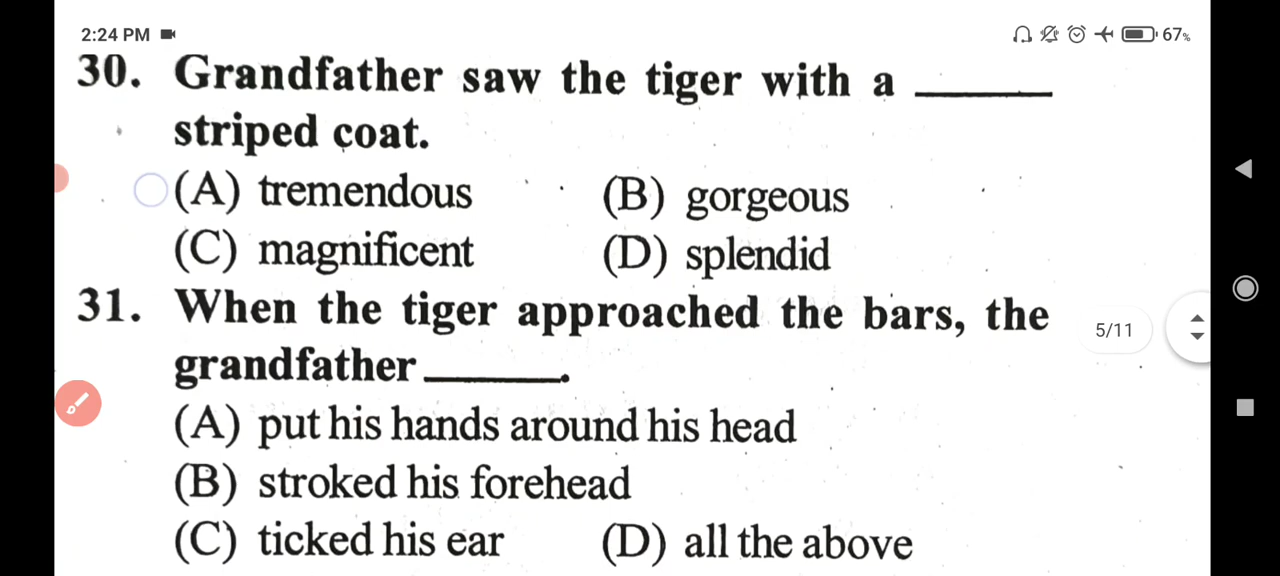 2:24 PM 67%
30. Grandfather saw the tiger with a ______
striped coat.
(A) tremendous (B) gorgeous
(C) magnificent (D) splendid
31. When the tiger approached the bars, the
grandfather ______.
5/11
(A) put his hands around his head
(B) stroked his forehead
(C) ticked his ear (D) all the above